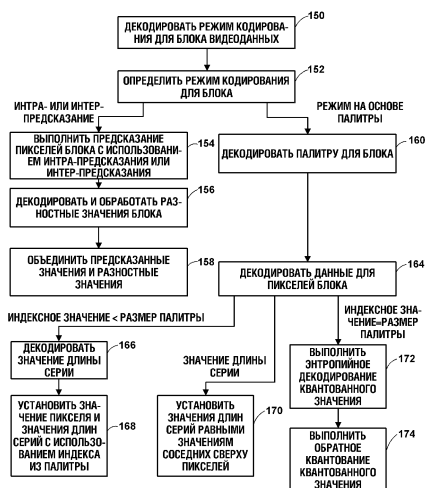 ДЕКОДИРОВАТЬ РЕЖИМ КОДИРОВА-
НИЯ ДЛЯ БЛОКА ВИДЕОДАННЫХ
150
ОПРЕДЕЛИТЬ РЕЖИМ КОДИРОВАНИЯ
ДЛЯ БЛОКА
152
ИНТРА- ИЛИ ИНТЕР-
ПРЕДСКАЗАНИЕ
РЕЖИМ НА ОСНОВЕ
ПАЛИТРЫ
ВЫПОЛНИТЬ ПРЕДСКАЗАНИЕ
ПИКСЕЛЕЙ БЛОКА С ИСПОЛЬЗОВАНИ-
ЕМ ИНТРА-ПРЕДСКАЗАНИЯ ИЛИ
ИНТЕР-ПРЕДСКАЗАНИЯ
154
ДЕКОДИРОВАТЬ ПАЛИТРУ ДЛЯ БЛОКА
160
ДЕКОДИРОВАТЬ И ОБРАБОТАТЬ РАЗ-
НОСТНЫЕ ЗНАЧЕНИЯ БЛОКА
156
ОБЪЕДИНИТЬ ПРЕДСКАЗАННЫЕ
ЗНАЧЕНИЯ И РАЗНОСТНЫЕ
ЗНАЧЕНИЯ
158
ДЕКОДИРОВАТЬ ДАННЫЕ ДЛЯ
ПИКСЕЛЕЙ БЛОКА
164
ИНДЕКСНОЕ ЗНАЧЕНИЕ < РАЗМЕР ПАЛИТРЫ
ИНДЕКСНОЕ ЗНА-
ЧЕНИЕ=РАЗМЕР
ПАЛИТРЫ
ДЕКОДИРОВАТЬ
ЗНАЧЕНИЕ ДЛИНЫ
СЕРИИ
166
ЗНАЧЕНИЕ ДЛИНЫ
СЕРИИ
ВЫПОЛНИТЬ
ЭНТРОПИЙНОЕ
ДЕКОДИРОВАНИЕ
КВАНТОВАННОГО
ЗНАЧЕНИЯ
172
УСТАНОВИТЬ ЗНА-
ЧЕНИЕ ПИКСЕЛЯ И
ЗНАЧЕНИЯ ДЛИН
СЕРИЙ С ИСПОЛЬЗО-
ВАНИЕМ ИНДЕКСА
ИЗ ПАЛИТРЫ
168
УСТАНОВИТЬ
ЗНАЧЕНИЯ ДЛИН
СЕРИЙ РАВНЫМИ
ЗНАЧЕНИЯМ
СОСЕДНИХ СВЕРХУ
ПИКСЕЛЕЙ
170
ВЫПОЛНИТЬ
ОБРАТНОЕ
КВАНТОВАНИЕ
КВАНТОВАННОГО
ЗНАЧЕНИЯ
174